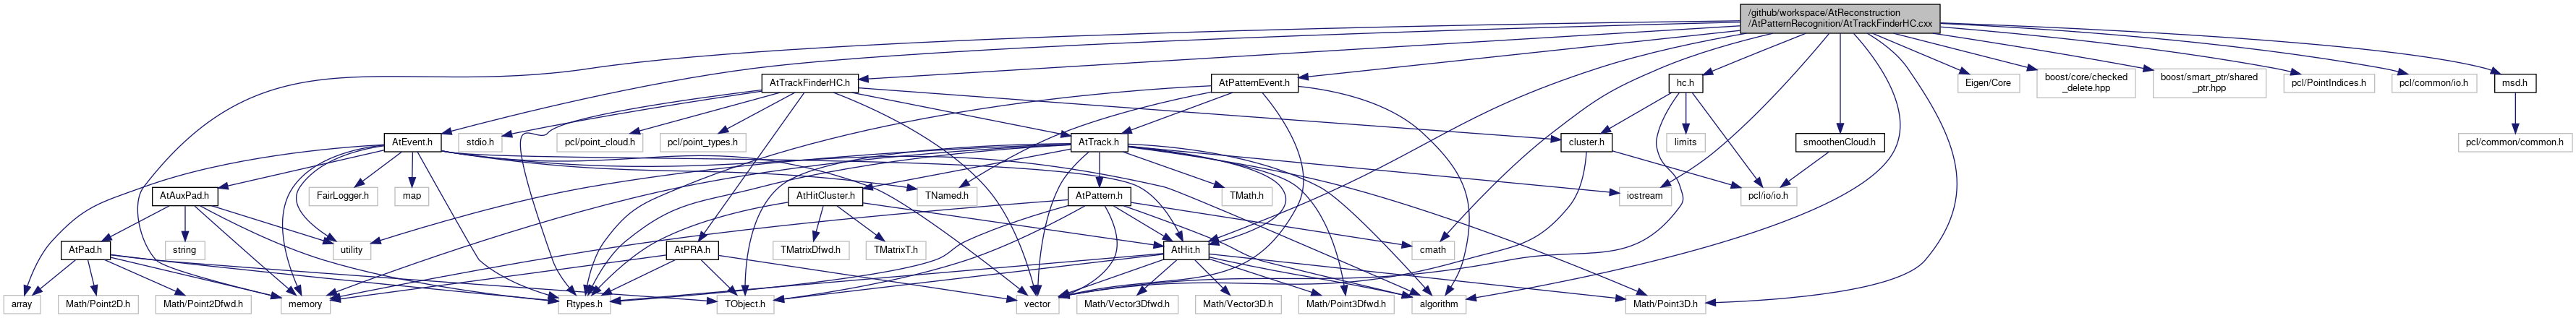 /github/workspace/AtReconstruction
/AtPatternRecognition/AtTrackFinderHC.cxx
AtTrackFinderHC.h
AtPatternEvent.h
hc.h
Eigen/Core
boost/core/checked
_delete.hpp
boost/smart_ptr/shared
_ptr.hpp
pcl/PointIndices.h
pcl/common/io.h
msd.h
AtEvent.h
stdio.h
pcl/point_cloud.h
pcl/point_types.h
AtTrack.h
cluster.h
limits
smoothenCloud.h
pcl/common/common.h
AtAuxPad.h
FairLogger.h
map
AtHitCluster.h
TNamed.h
AtPattern.h
TMath.h
iostream
pcl/io/io.h
AtPad.h
string
utility
TMatrixDfwd.h
TMatrixT.h
AtPRA.h
AtHit.h
cmath
array
Math/Point2D.h
Math/Point2Dfwd.h
memory
Rtypes.h
TObject.h
vector
Math/Vector3Dfwd.h
Math/Vector3D.h
Math/Point3Dfwd.h
algorithm
Math/Point3D.h